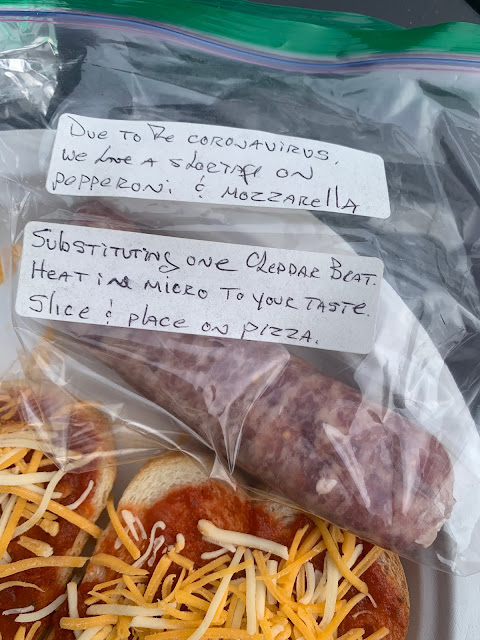 DUE TO THE CORONAVIRUS.
WE HAVE A SHORTAGE ON
PEPPERONI & MOZZARELLA
SUBSTITUTING ONE CHEDDAR BRAT.
HEAT IN MICRO TO YOUR TASTE.
SLICE & PLACE ON PIZZA.